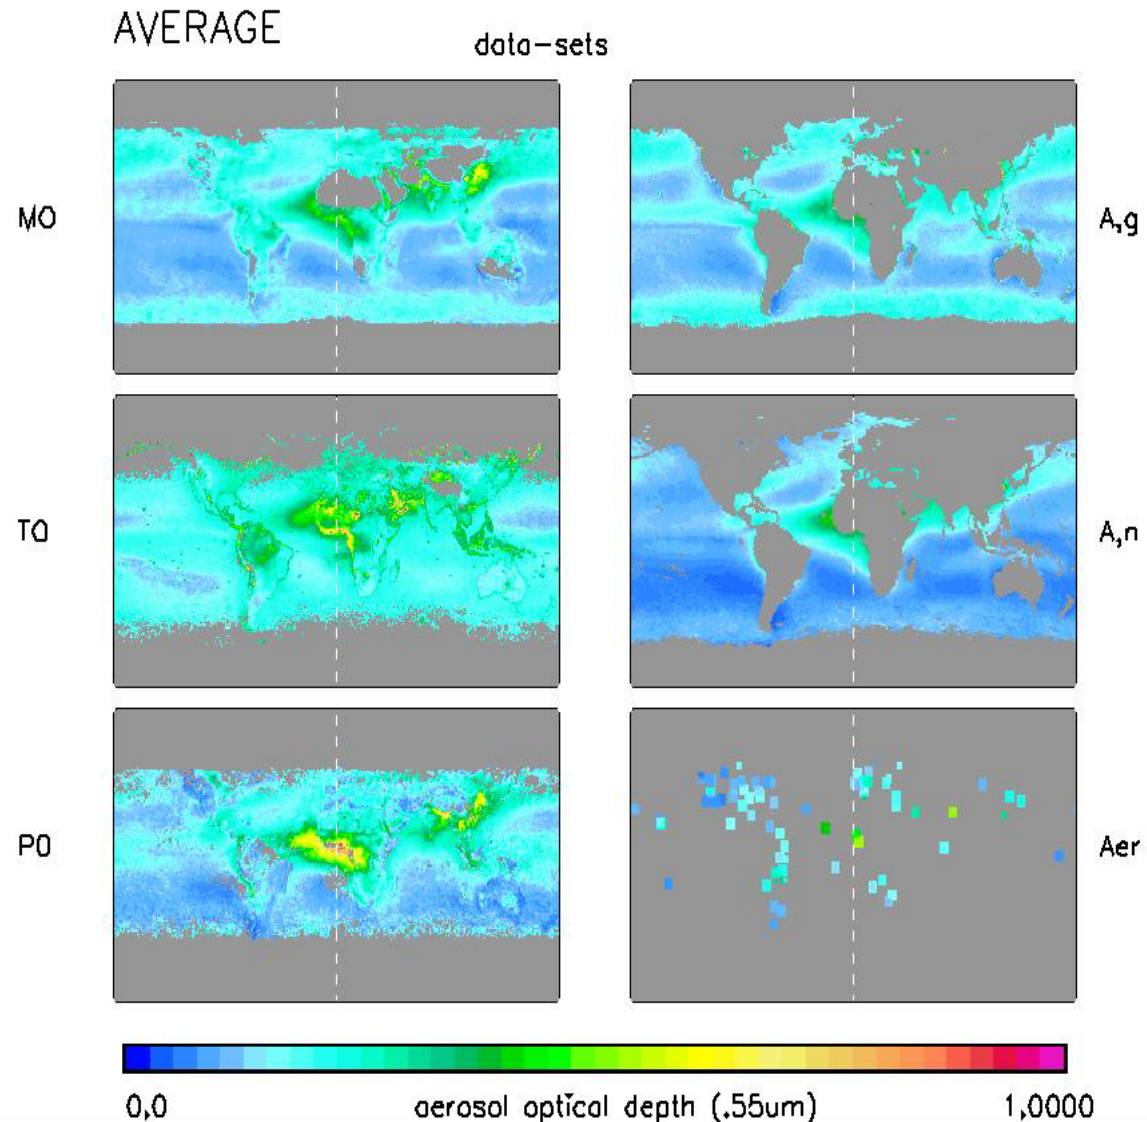 AVERAGE
data-sets
MO
A,g
TO
A,n
PO
Aer
0,0
aerosol optical depth (.55um)
1,0000